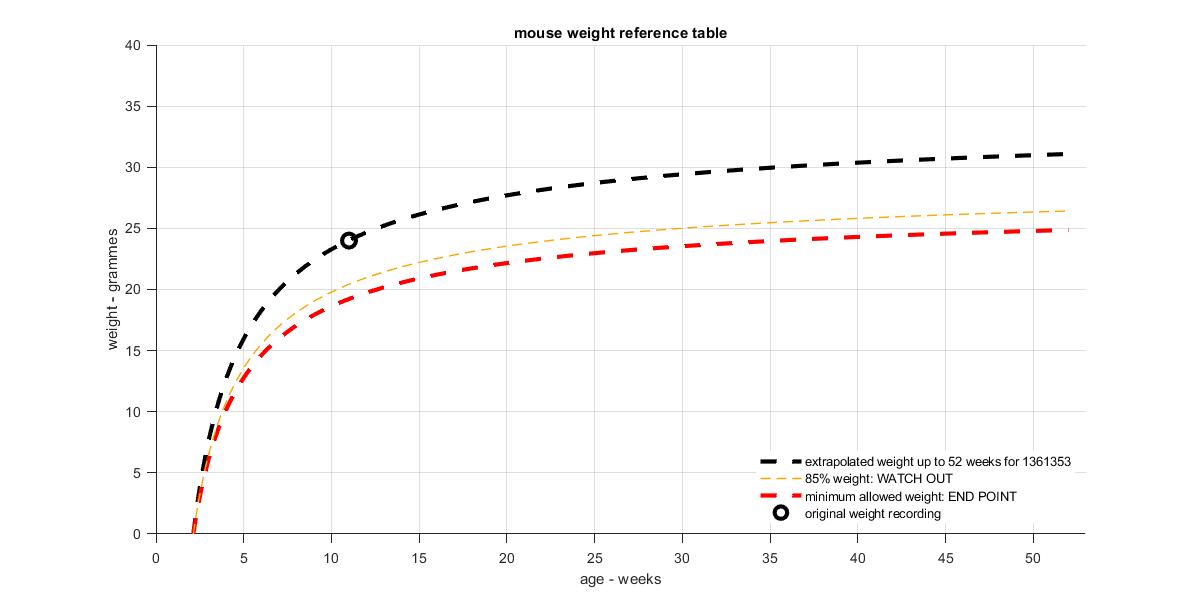 mouse weight reference table
40
35
30
25
20
15
10
5
0
weight - grammes
extrapolated weight up to 52 weeks for 1361353
85% weight: WATCH OUT
minimum allowed weight: END POINT
original weight recording
0 5 10 15 20 25 30 35 40 45 50
age - weeks